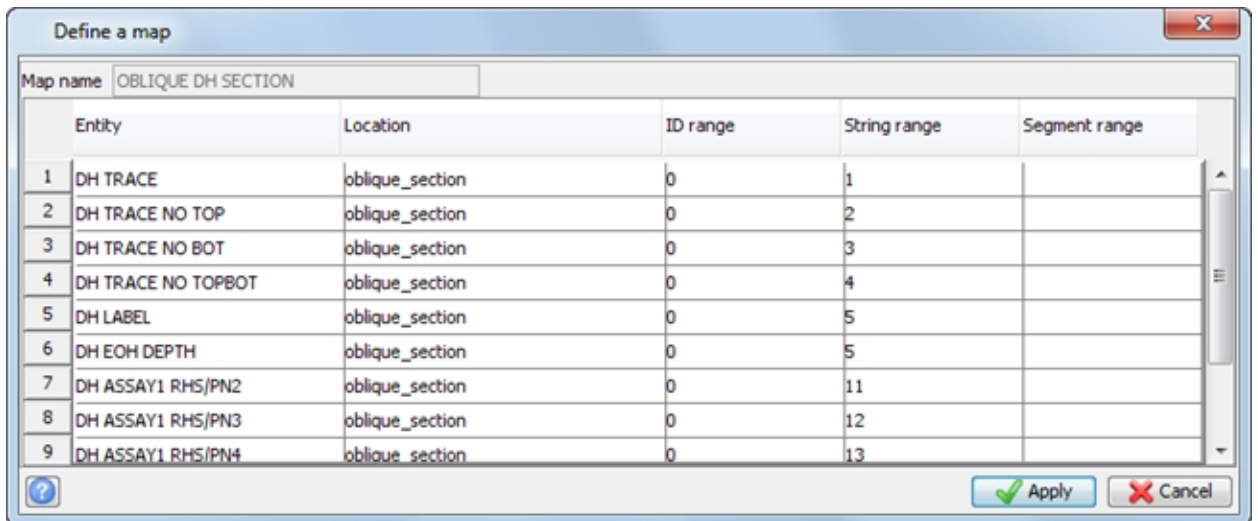 Define a map
Map name OBLIQUE DH SECTION
Entity Location ID range String range Segment range
1 DH TRACE oblique_section 0 1
2 DH TRACE NO TOP oblique_section 0 2
3 DH TRACE NO BOT oblique_section 0 3
4 DH TRACE NO TOPBOT oblique_section 0 4
5 DH LABEL oblique_section 0 5
6 DH EOH DEPTH oblique_section 0 5
7 DH ASSAY1 RHS/PN2 oblique_section 0 11
8 DH ASSAY1 RHS/PN3 oblique_section 0 12
9 DH ASSAY1 RHS/PN4 oblique_section 0 13
Apply Cancel